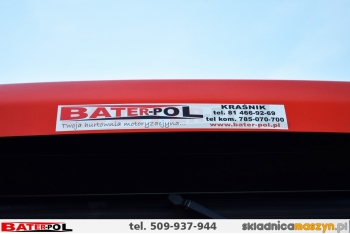 BATER-POL
Twoja hurtownia motoryzacyjna...
KRAŚNIK
tel. 81 466-92-69
tel kom. 785-070-700
www.bater-pol.pl
BATER-POL tel. 509-937-944 składnicamaszyn.pl